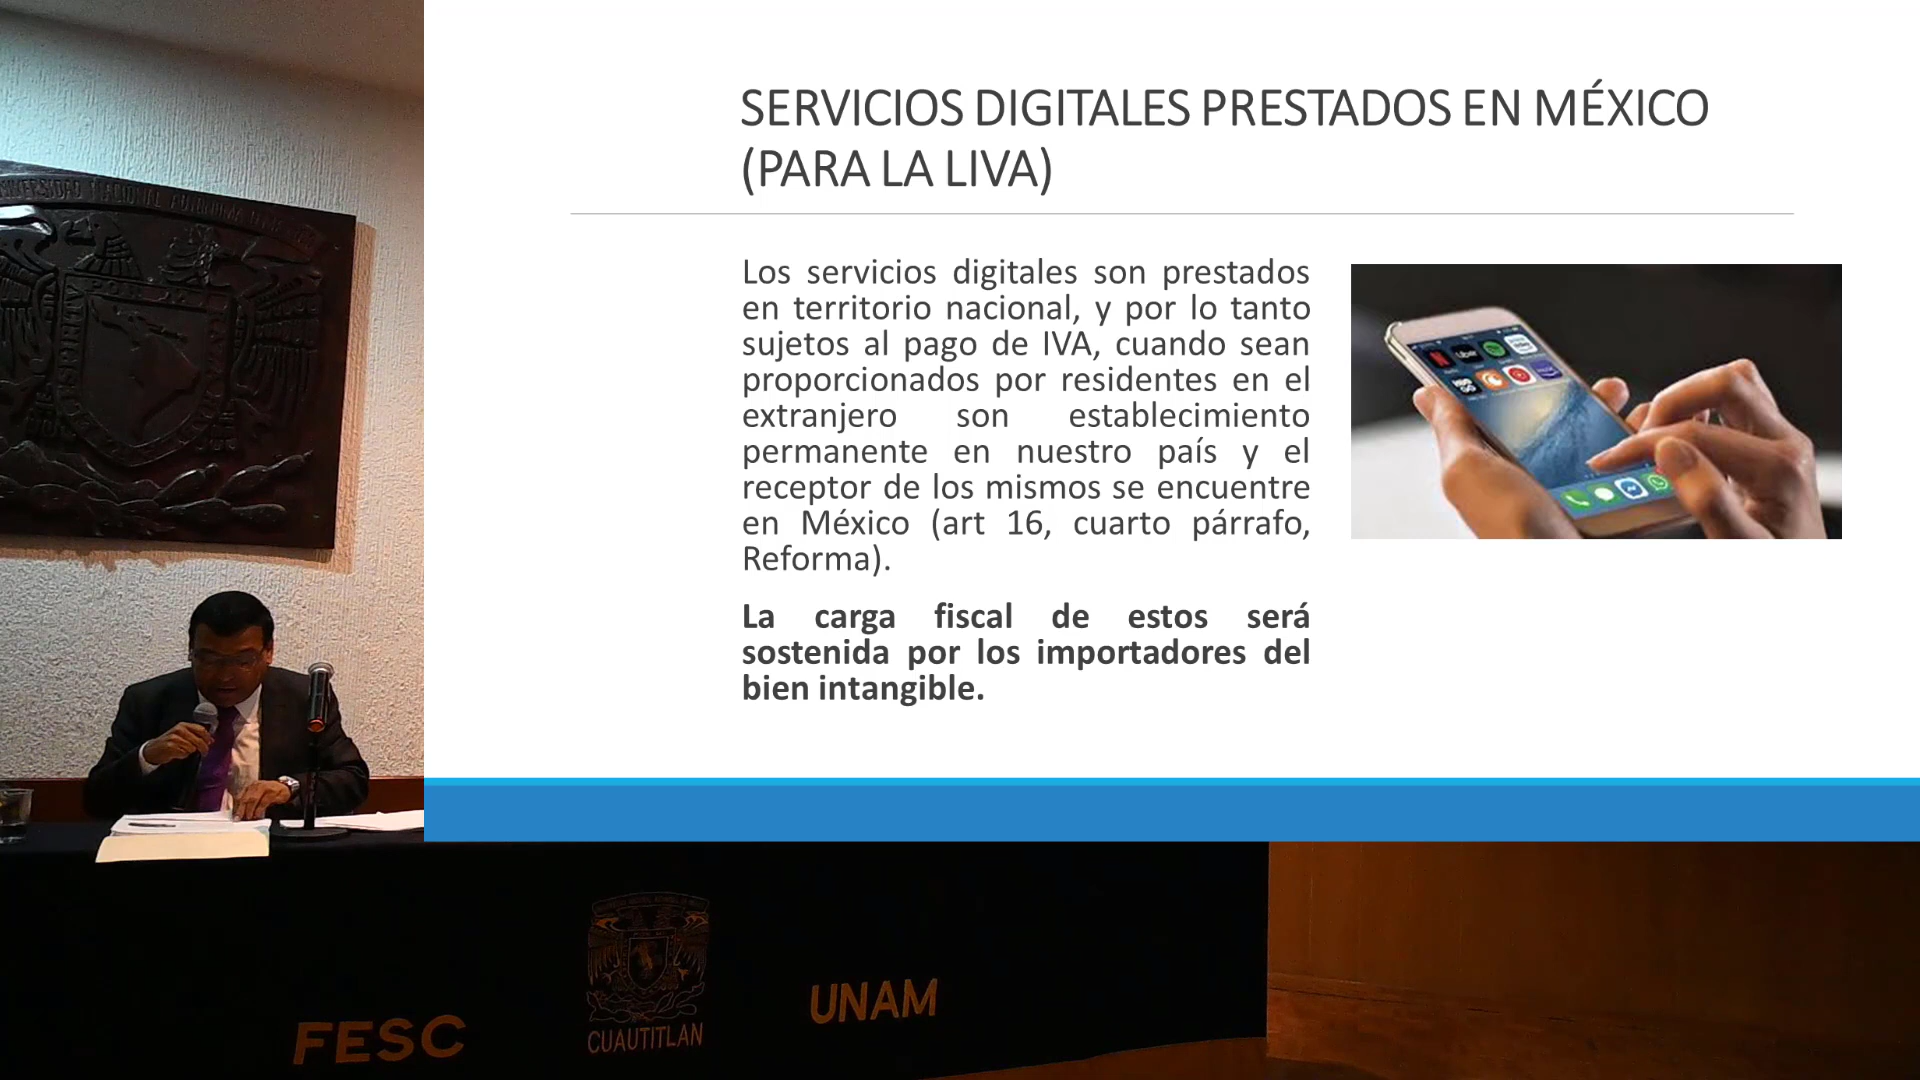 SERVICIOS DIGITALES PRESTADOS EN MÉXICO
(PARA LA LIVA)
Los servicios digitales son prestados
en territorio nacional, y por lo tanto
sujetos al pago de IVA, cuando sean
proporcionados por residentes en el
extranjero son establecimiento
permanente en nuestro país y el
receptor de los mismos se encuentre
en México (art 16, cuarto párrafo,
Reforma).
La carga fiscal de estos será
sostenida por los importadores del
bien intangible.
FESC
CUAUTITLAN
UNAM